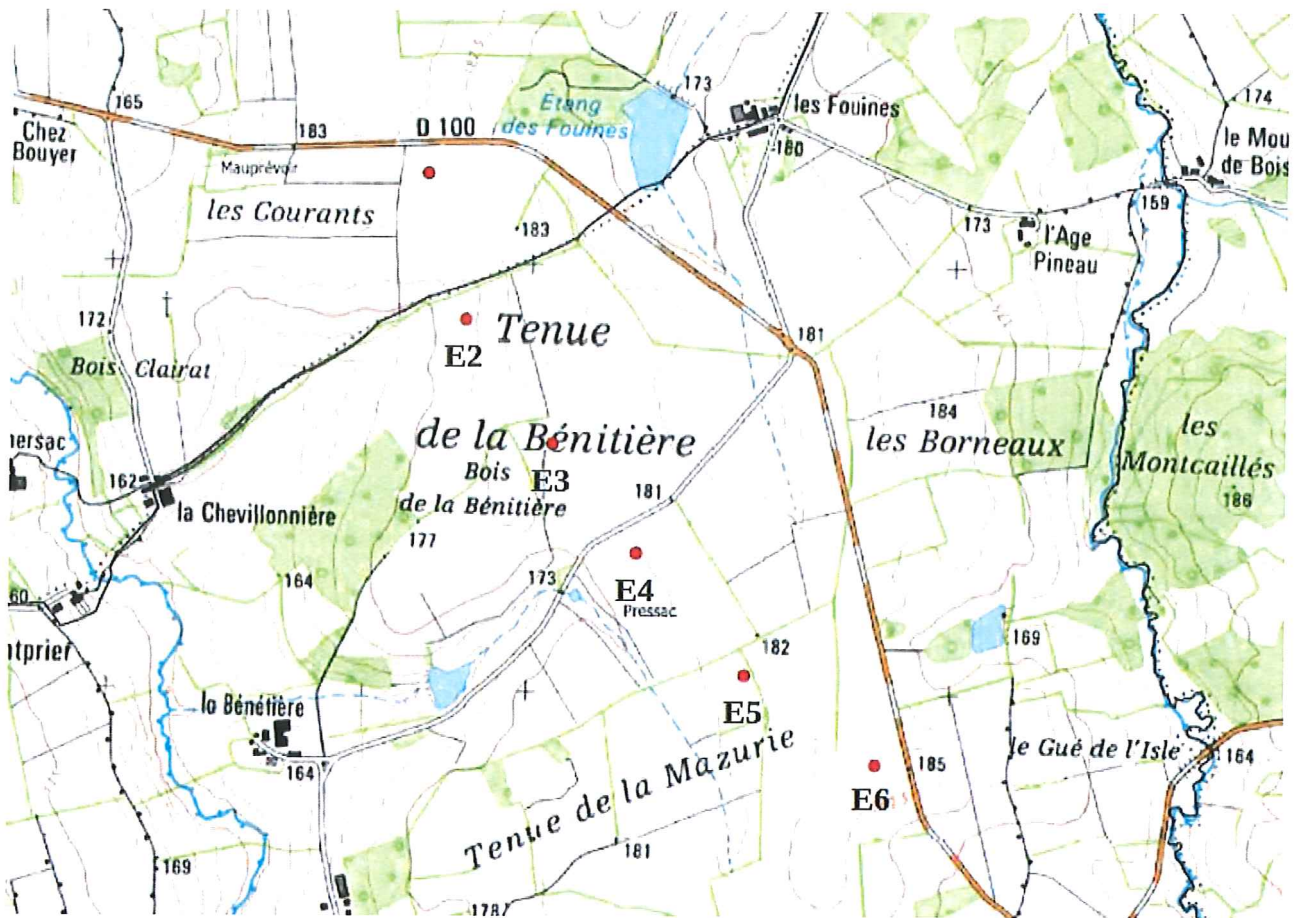 173
165
les Fouines
174
Etang
des Fouines
Chez
Bouyer
183
D 100
180
le Mou
de Bois
Mauprévoir
159
les Courants
183
173
l'Age
Pineau
172
181
Tenue
E2
Bois Clairat
184
les
Montcaillés
de la Bénitière
les Borneaux
Bois
de la Bénitière
E3
162
181
186
la Chevillonnière
177
164
173
E4
Pressac
60
169
182
la Bénétière
E5
Tenue de la Mazurie
le Gué de l'Isle
164
164
185
E6
181
169
178